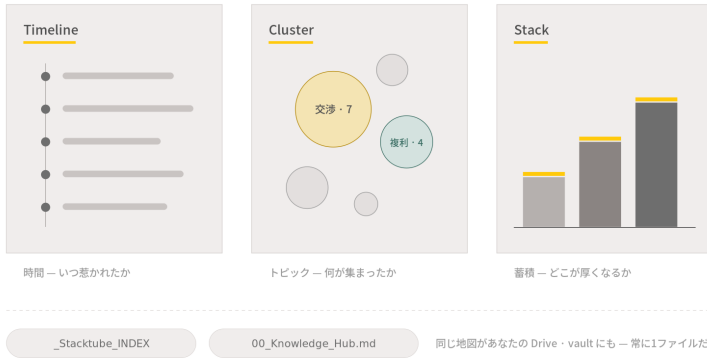 Timeline
Cluster
Stack
交渉 · 7
複利 · 4
時間 — いつ惹かれたか
トピック — 何が集まったか
蓄積 — どこが厚くなるか
_Stacktube_INDEX
00_Knowledge_Hub.md
同じ地図があなたの Drive · vault にも — 常に1ファイルだ